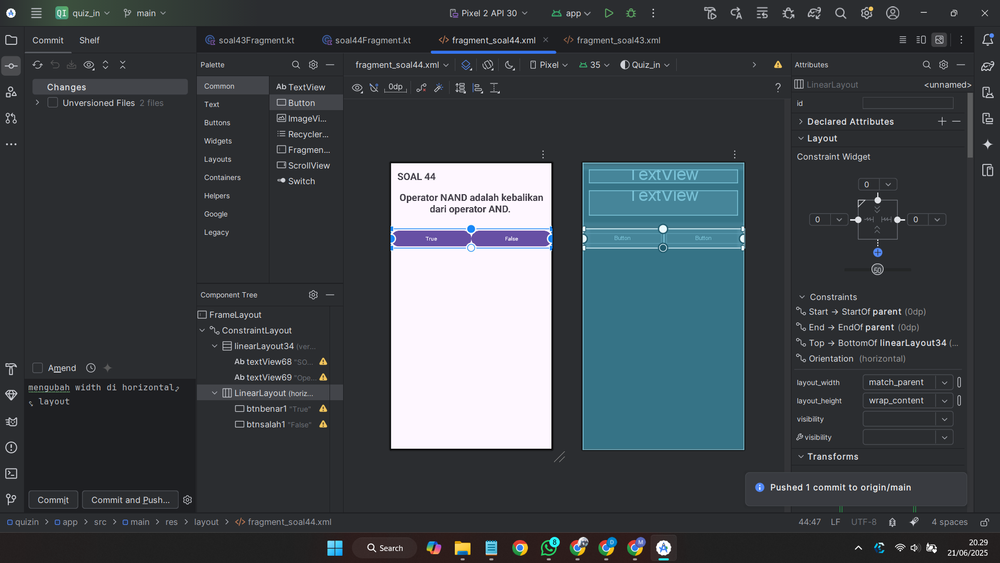 QI quiz_in main Pixel 2 API 30 app
Commit Shelf
soal43Fragment.kt soal44Fragment.kt fragment_soal44.xml fragment_soal43.xml
Changes
Unversioned Files 2 files
Amend
mengubah width di horizontal
layout
Commit Commit and Push...
Palette
Common
Text
Buttons
Widgets
Layouts
Containers
Helpers
Google
Legacy
Ab TextView
Button
ImageVi...
Recycler...
Fragmen...
ScrollView
Switch
Component Tree
FrameLayout
ConstraintLayout
linearLayout34 (ver...
Ab textView68 "SO...
Ab textView69 "Ope...
LinearLayout (horiz...
btnbenar1 "True"
btnsalah1 "False"
fragment_soal44.xml Pixel 35 Quiz_in
0dp ?
SOAL 44
Operator NAND adalah kebalikan
dari operator AND.
True False
TextView
TextView
Button Button
Attributes
LinearLayout <unnamed>
id
Declared Attributes
Layout
Constraint Widget
0
0 0
50
Constraints
Start → StartOf parent (0dp)
End → EndOf parent (0dp)
Top → BottomOf linearLayout34 (...
Orientation (horizontal)
layout_width match_parent
layout_height wrap_content
visibility
visibility
Transforms
Pushed 1 commit to origin/main
quizin app src main res layout fragment_soal44.xml 44:47 LF UTF-8 4 spaces
Search 8 D M 20.29
21/06/2025